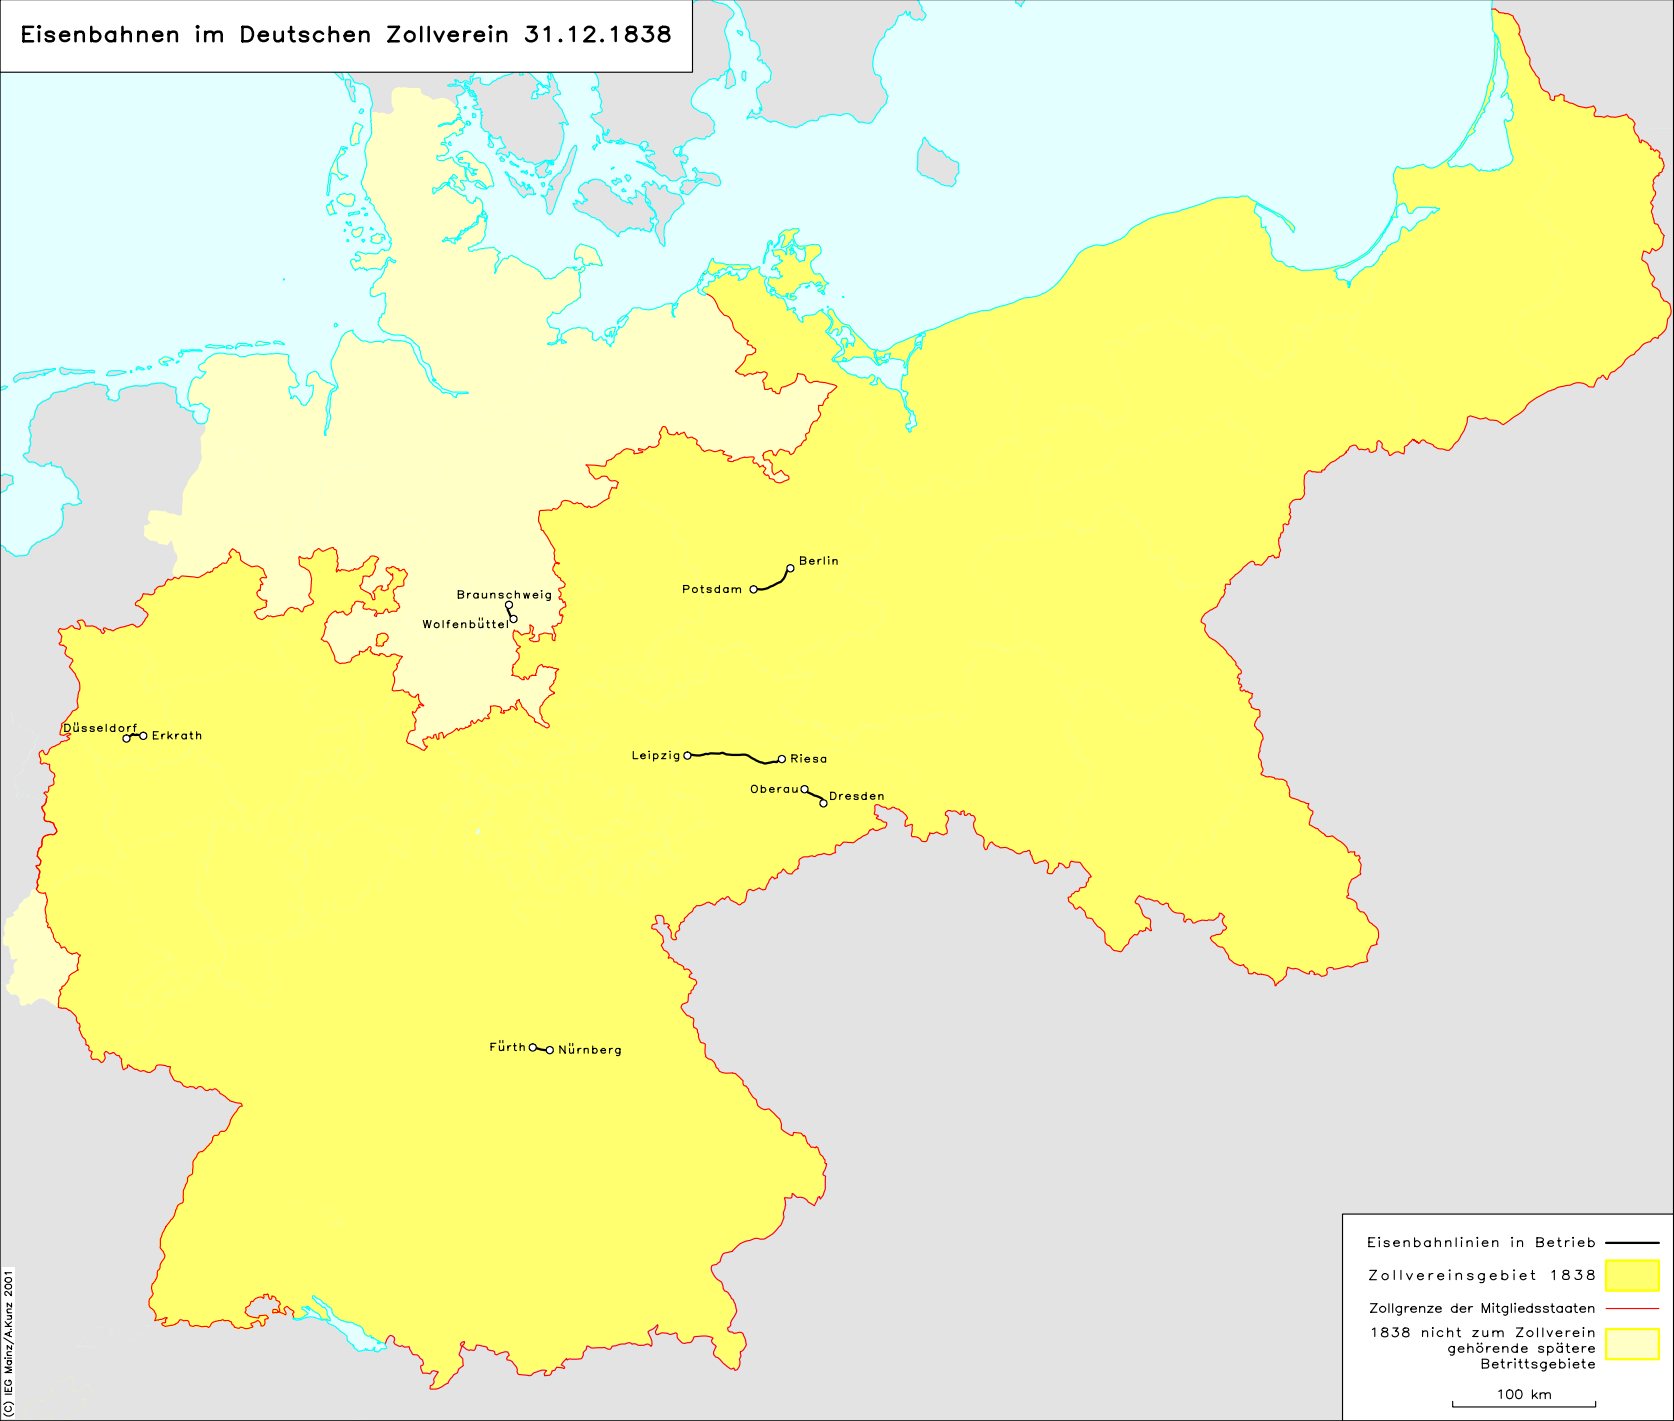 Eisenbahnen im Deutschen Zollverein 31.12.1838
Berlin
Potsdam
Braunschweig
Wolfenbüttel
Düsseldorf
Erkrath
Leipzig
Riesa
Oberau
Dresden
Fürth
Nürnberg
Eisenbahnlinien in Betrieb
Zollvereinsgebiet 1838
Zollgrenze der Mitgliedsstaaten
1838 nicht zum Zollverein
gehörende spätere
Betrittsgebiete
100 km
(C) IEG Mainz/A.Kunz 2001